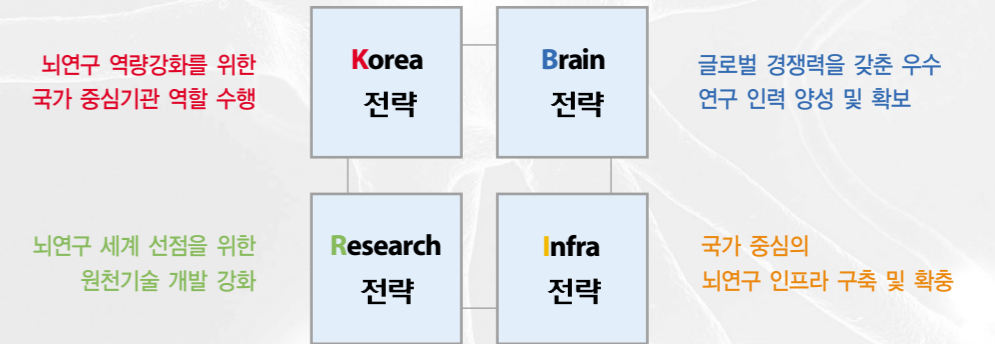 뇌연구 역량강화를 위한
국가 중심기관 역할 수행
Korea
전략
Brain
전략
글로벌 경쟁력을 갖춘 우수
연구 인력 양성 및 확보
뇌연구 세계 선점을 위한
원천기술 개발 강화
Research
전략
Infra
전략
국가 중심의
뇌연구 인프라 구축 및 확충